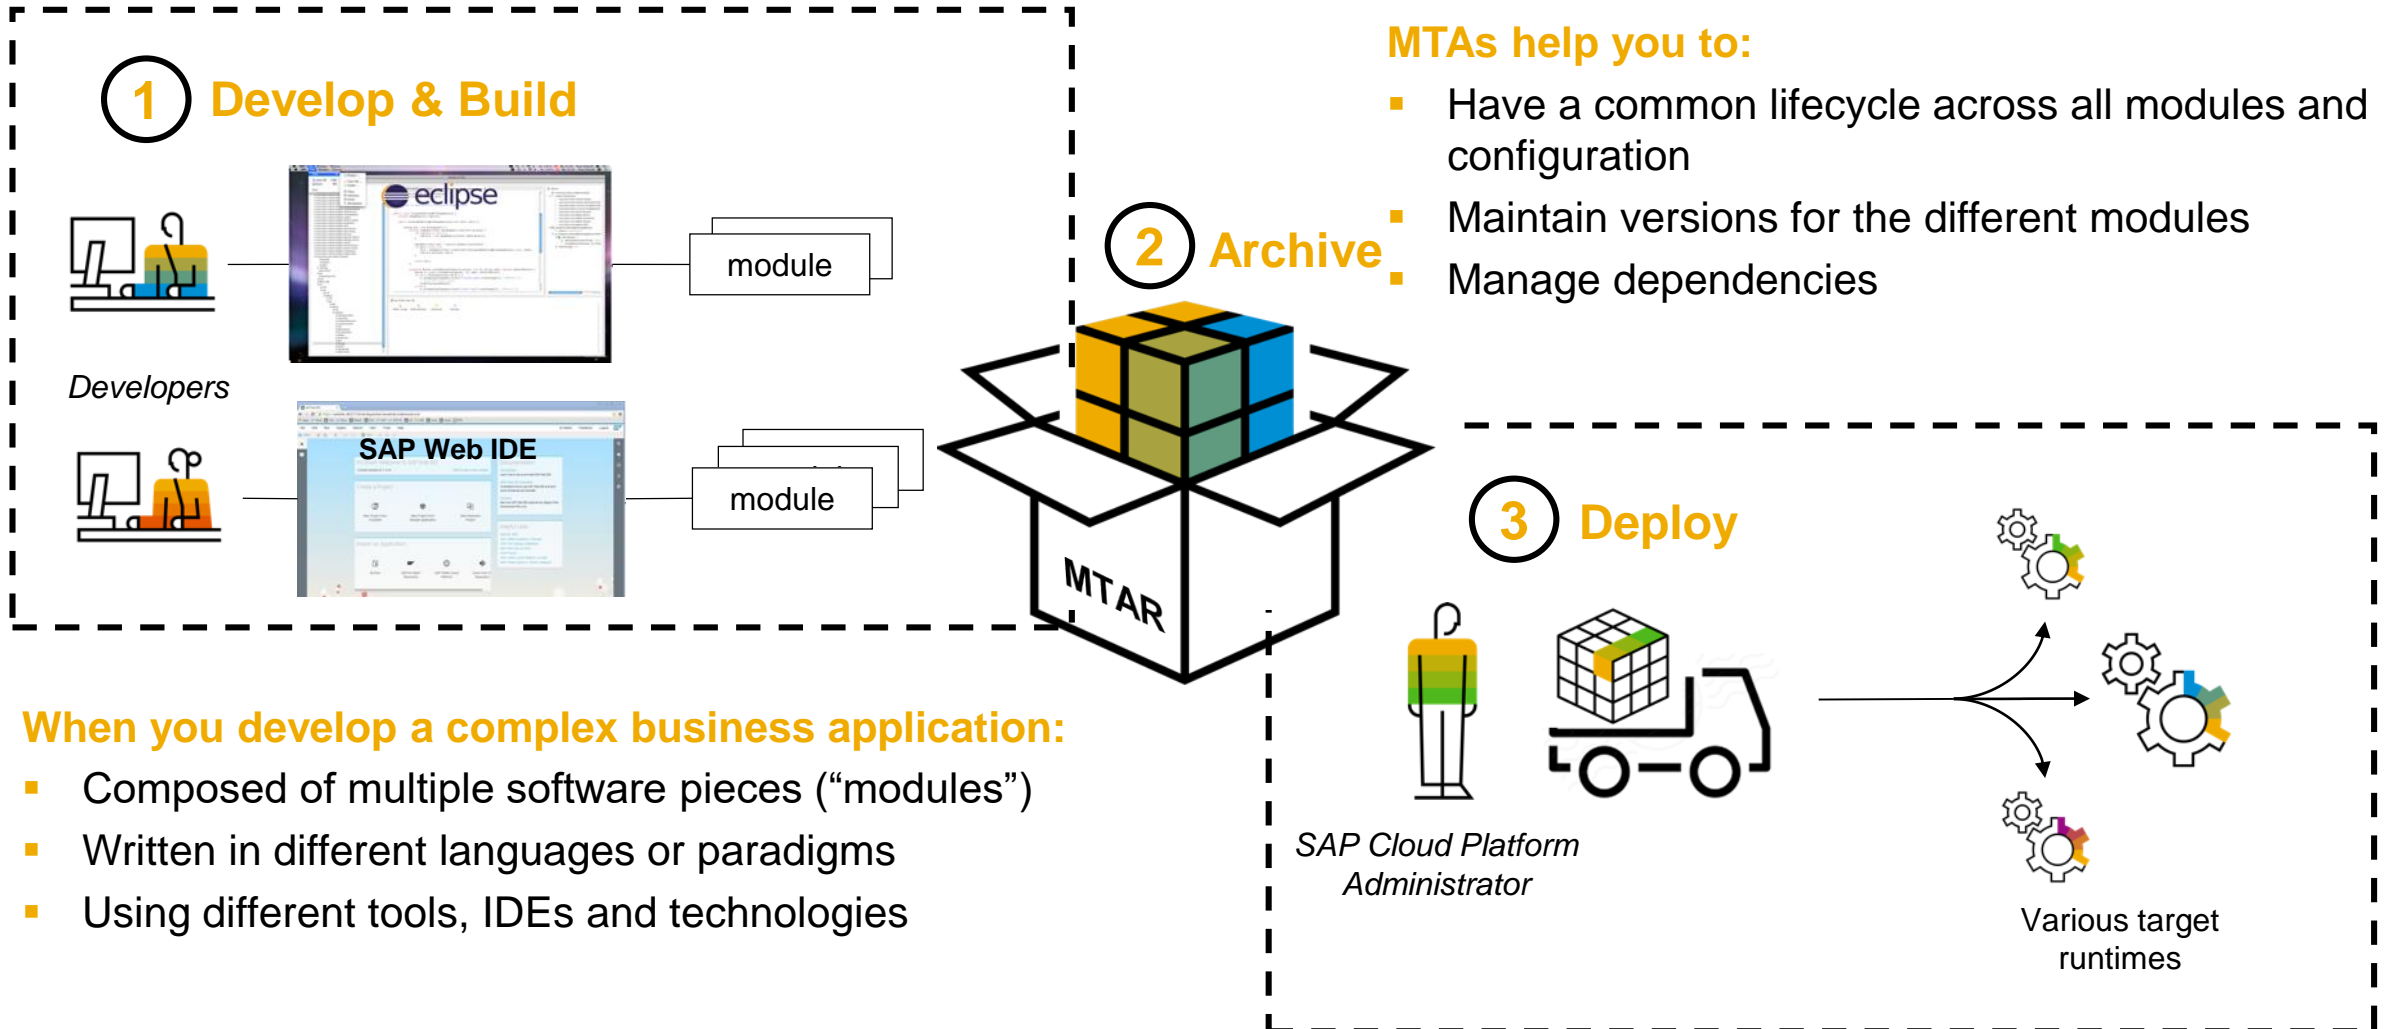 1 Develop & Build
eclipse
module
Developers
SAP Web IDE
module
2 Archive
MTAR
MTAs help you to:
▪ Have a common lifecycle across all modules and
configuration
▪ Maintain versions for the different modules
▪ Manage dependencies
When you develop a complex business application:
▪ Composed of multiple software pieces (“modules”)
▪ Written in different languages or paradigms
▪ Using different tools, IDEs and technologies
3 Deploy
SAP Cloud Platform
Administrator
Various target
runtimes